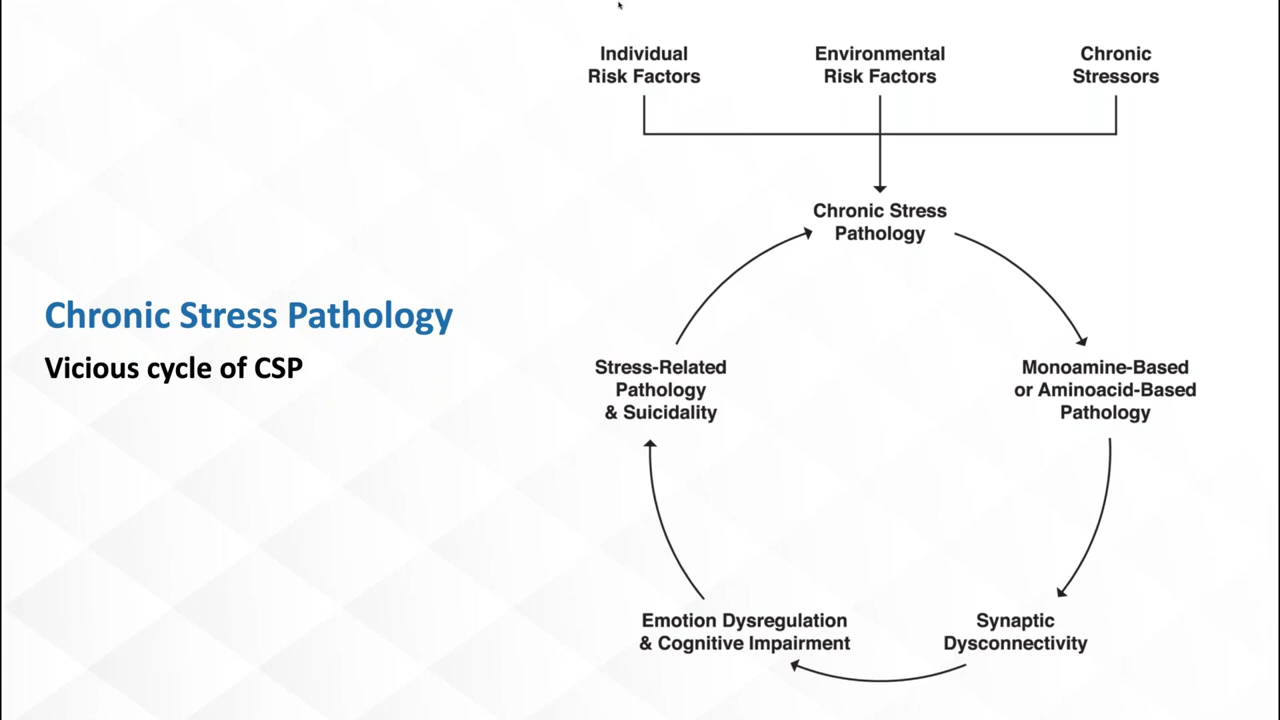 Individual
Risk Factors
Environmental
Risk Factors
Chronic
Stressors
Chronic Stress
Pathology
Chronic Stress Pathology
Vicious cycle of CSP
Stress-Related
Pathology
& Suicidality
Monoamine-Based
or Aminoacid-Based
Pathology
Emotion Dysregulation
& Cognitive Impairment
Synaptic
Dysconnectivity